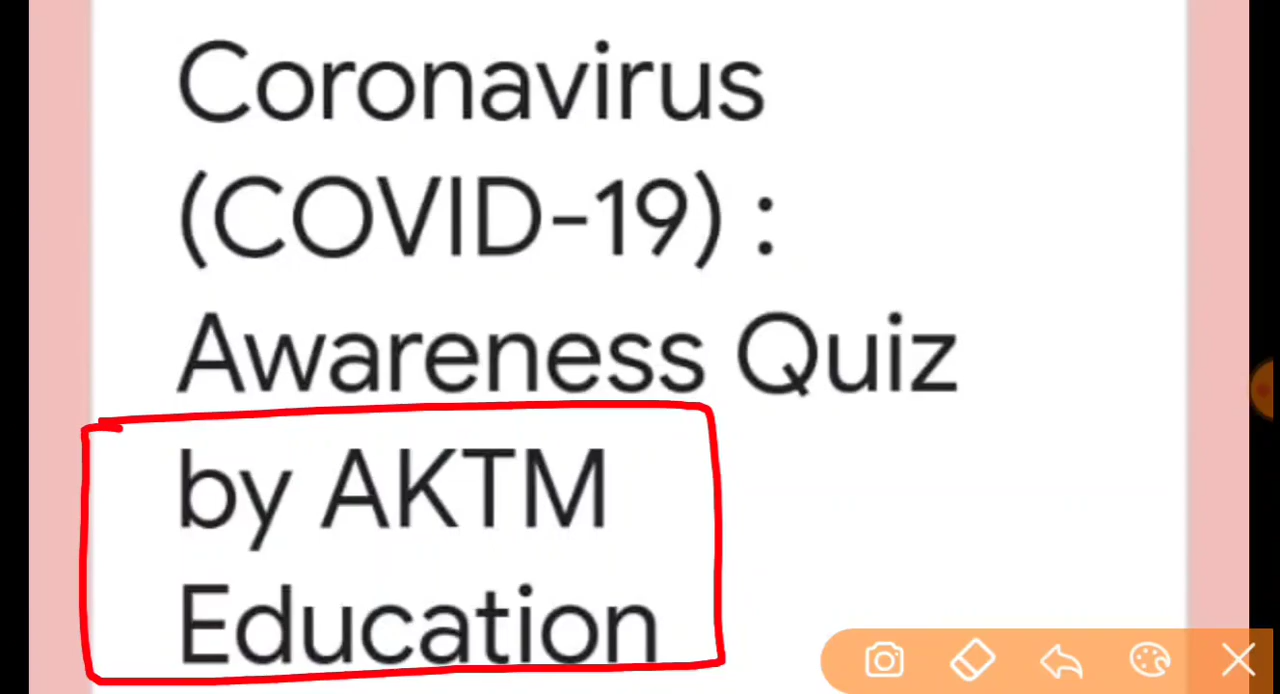 Coronavirus
(COVID-19) :
Awareness Quiz
by AKTM
Education